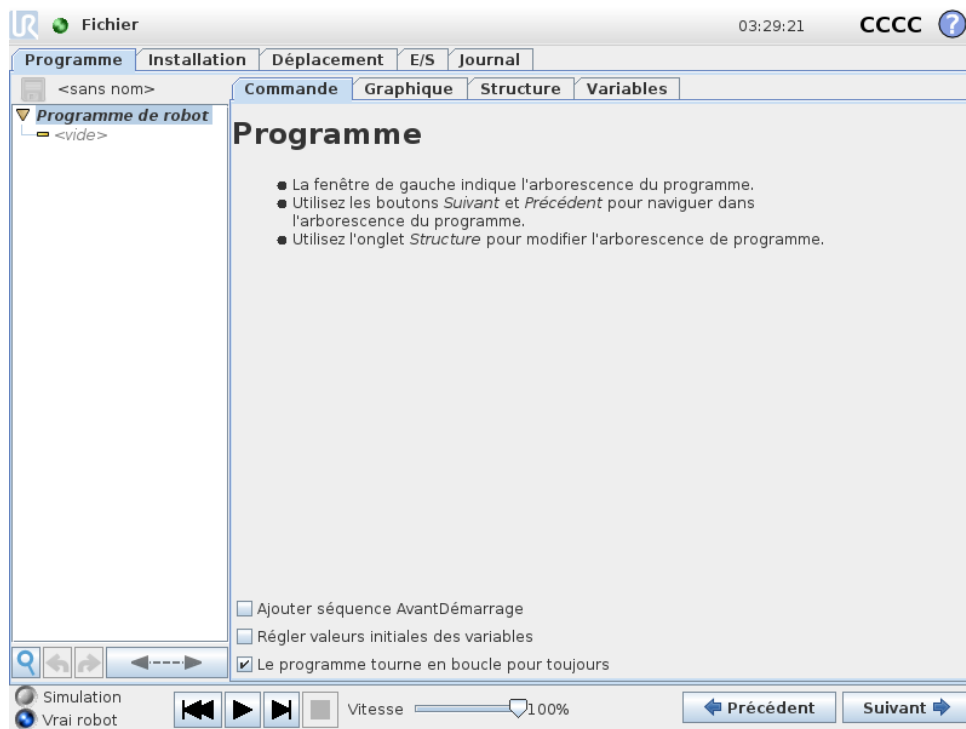 UR Fichier 03:29:21 CCCC ?
Programme Installation Déplacement E/S Journal
<sans nom> Commande Graphique Structure Variables
Programme de robot
<vide>
Programme
La fenêtre de gauche indique l'arborescence du programme.
Utilisez les boutons Suivant et Précédent pour naviguer dans
l'arborescence du programme.
Utilisez l'onglet Structure pour modifier l'arborescence de programme.
Ajouter séquence AvantDémarrage
Régler valeurs initiales des variables
Le programme tourne en boucle pour toujours
Simulation
Vrai robot
Vitesse 100% Précédent Suivant